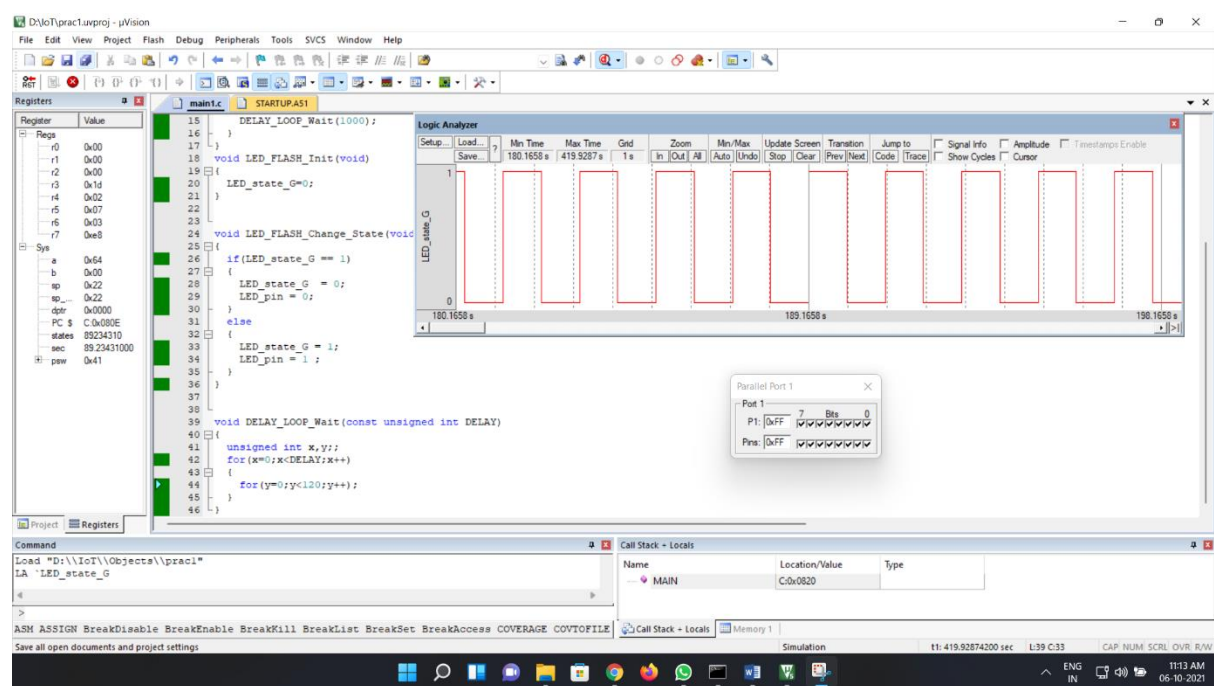 D:\IoT\prac1.uvproj - µVision
File Edit View Project Flash Debug Peripherals Tools SVCS Window Help
Registers
main1.c STARTUP.A51
Register Value
Regs
r0 0x00
r1 0x00
r2 0x00
r3 0x1d
r4 0x02
r5 0x07
r6 0x03
r7 0xe8
Sys
a 0x64
b 0x00
sp 0x22
sp_... 0x22
dptr 0x0000
PC $ C:0x080E
states 89234310
sec 89.23431000
psw 0x41
Project Registers
15 DELAY_LOOP_Wait(1000);
16 }
17 }
18 void LED_FLASH_Init(void)
19 {
20 LED_state_G=0;
21 }
22
23
24 void LED_FLASH_Change_State(void
25 {
26 if(LED_state_G == 1)
27 {
28 LED_state_G = 0;
29 LED_pin = 0;
30 }
31 else
32 {
33 LED_state_G = 1;
34 LED_pin = 1 ;
35 }
36 }
37
38
39 void DELAY_LOOP_Wait(const unsigned int DELAY)
40 {
41 unsigned int x,y;;
42 for(x=0;x<DELAY;x++)
43 {
44 for(y=0;y<120;y++);
45 }
46 }
Logic Analyzer
Setup... Load... ? Min Time Max Time Grid Zoom Min/Max Update Screen Transition Jump to Signal Info Amplitude Timestamps Enable
Save... 180.1658 s 419.9287 s 1 s In Out All Auto Undo Stop Clear Prev Next Code Trace Show Cycles Cursor
1
LED_state_G
0
180.1658 s 189.1658 s 198.1658 s
Parallel Port 1
Port 1
7 Bits 0
P1: 0xFF
Pins: 0xFF
Command
Load "D:\\IoT\\Objects\\prac1"
LA `LED_state_G
>
ASM ASSIGN BreakDisable BreakEnable BreakKill BreakList BreakSet BreakAccess COVERAGE COVTOFILE
Call Stack + Locals
Name Location/Value Type
MAIN C:0x0820
Call Stack + Locals Memory 1
Save all open documents and project settings Simulation t1: 419.92874200 sec L:39 C:33 CAP NUM SCRL OVR R/W
ENG
IN
11:13 AM
06-10-2021